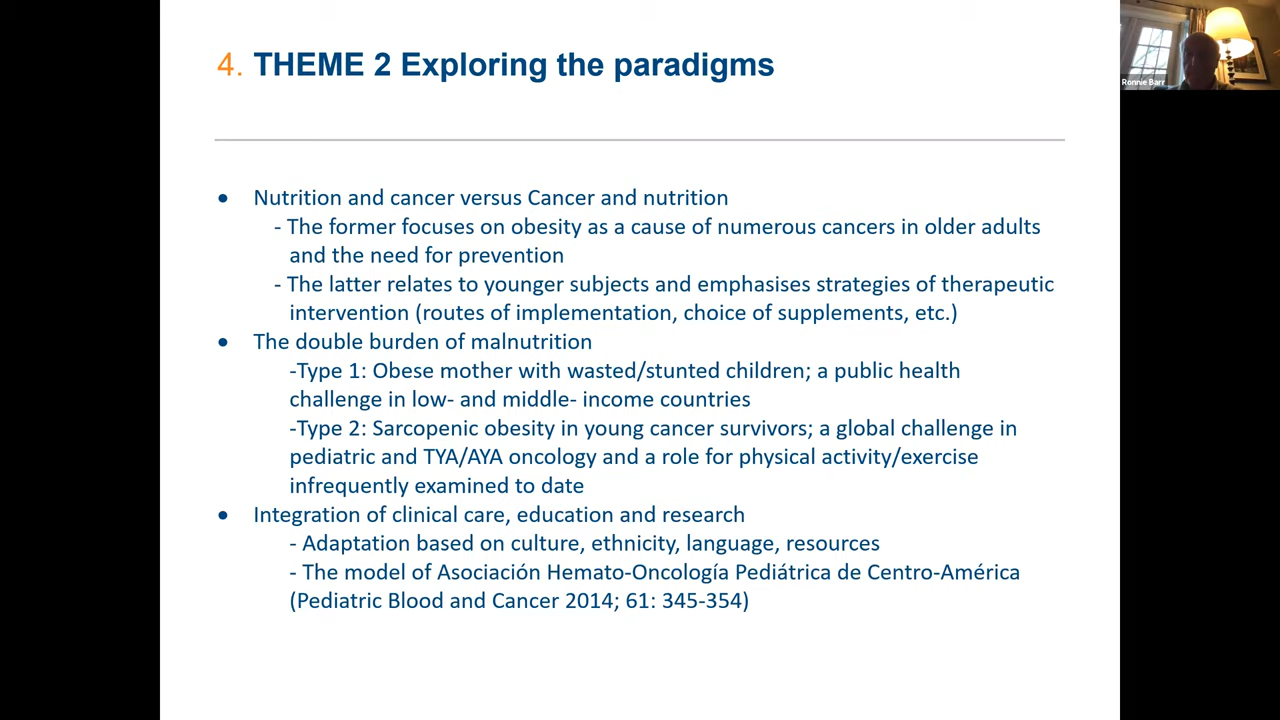 4. THEME 2 Exploring the paradigms
Ronnie Barr
● Nutrition and cancer versus Cancer and nutrition
- The former focuses on obesity as a cause of numerous cancers in older adults
and the need for prevention
- The latter relates to younger subjects and emphasises strategies of therapeutic
intervention (routes of implementation, choice of supplements, etc.)
● The double burden of malnutrition
-Type 1: Obese mother with wasted/stunted children; a public health
challenge in low- and middle- income countries
-Type 2: Sarcopenic obesity in young cancer survivors; a global challenge in
pediatric and TYA/AYA oncology and a role for physical activity/exercise
infrequently examined to date
● Integration of clinical care, education and research
- Adaptation based on culture, ethnicity, language, resources
- The model of Asociación Hemato-Oncología Pediátrica de Centro-América
(Pediatric Blood and Cancer 2014; 61: 345-354)